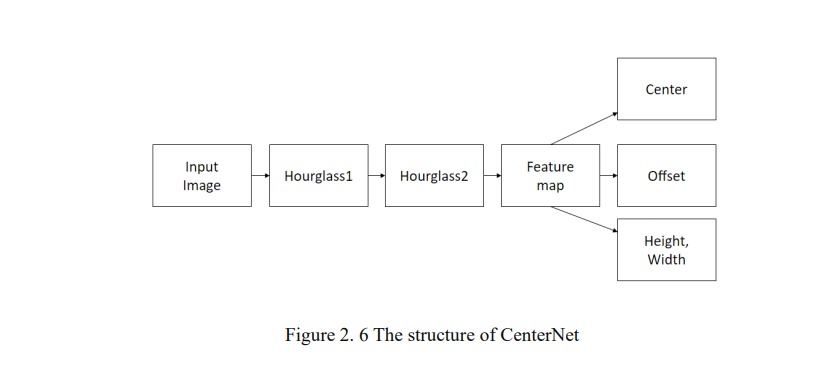 Center
Input
Image
Hourglass1
Hourglass2
Feature
map
Offset
Height,
Width
Figure 2. 6 The structure of CenterNet